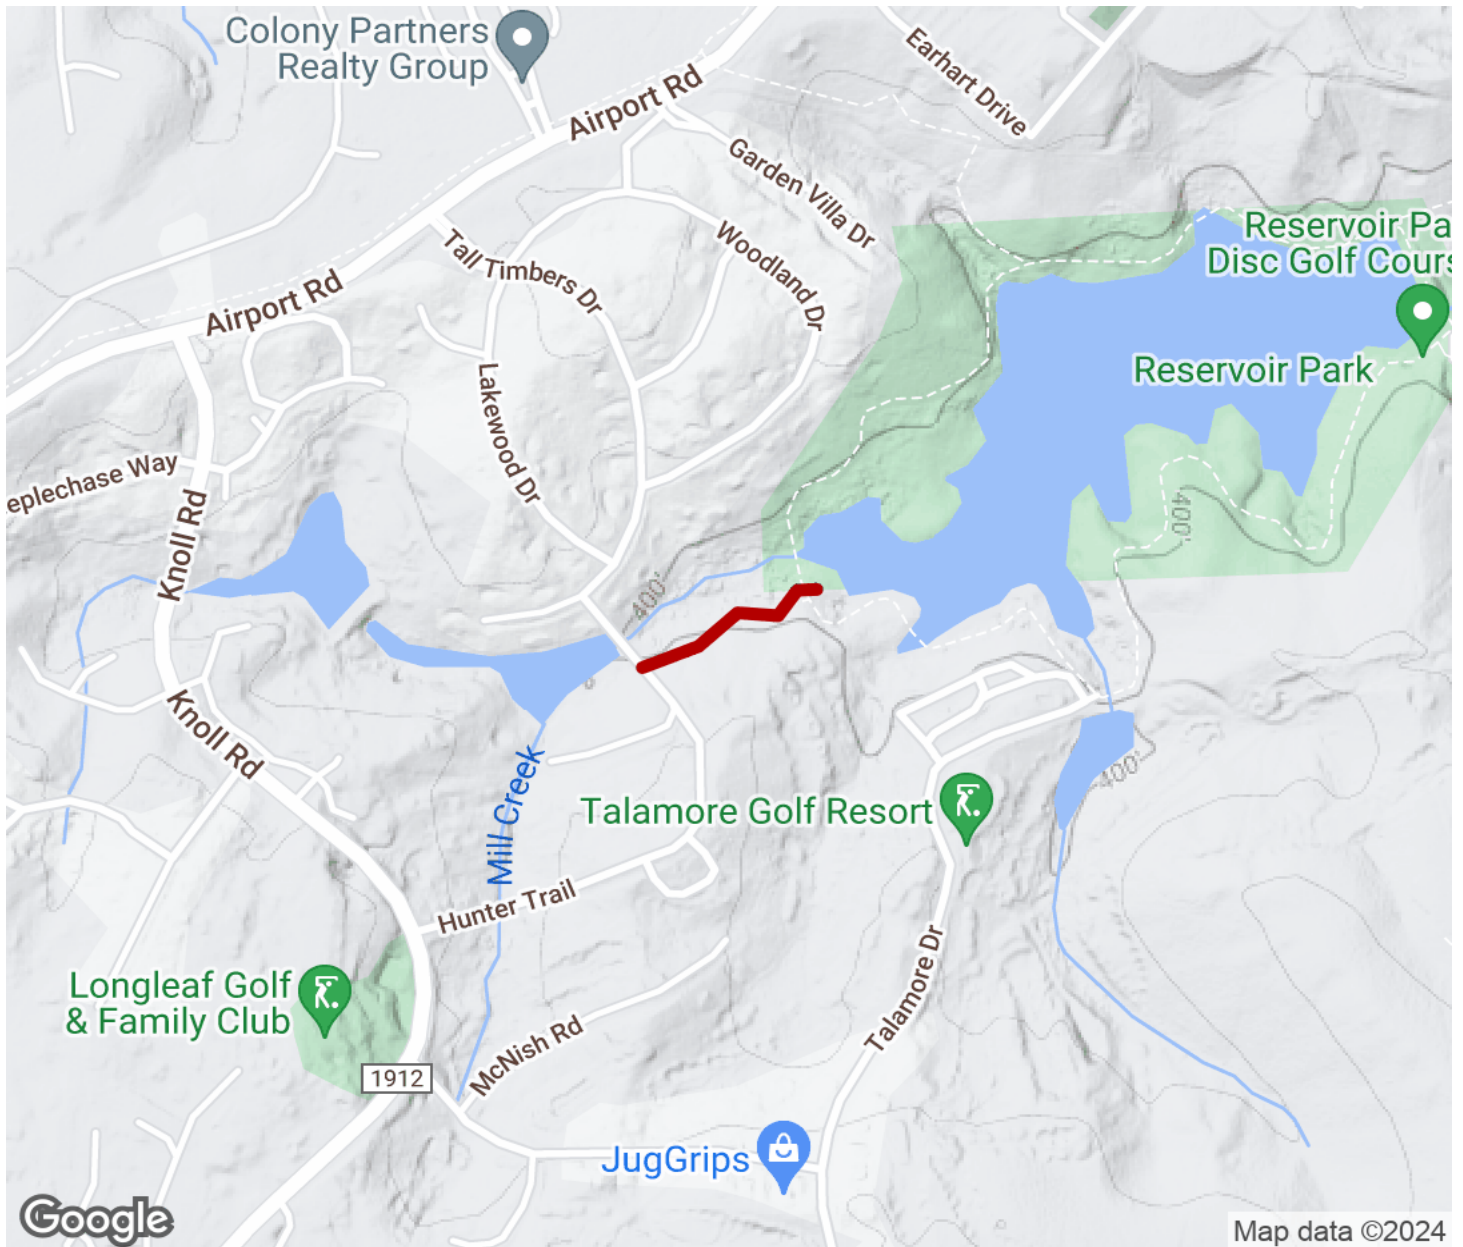 Colony Partners
Realty Group
Airport Rd
Earhart Drive
Garden Villa Dr
Woodland Dr
Tall Timbers Dr
Reservoir Pa
Disc Golf Cours
Airport Rd
Reservoir Park
Lakewood Dr
eplechase Way
Knoll Rd
400'
400'
Knoll Rd
400'
Mill Creek
Talamore Golf Resort
Hunter Trail
Talamore Dr
Longleaf Golf
& Family Club
McNish Rd
1912
JugGrips
Google
Map data ©2024